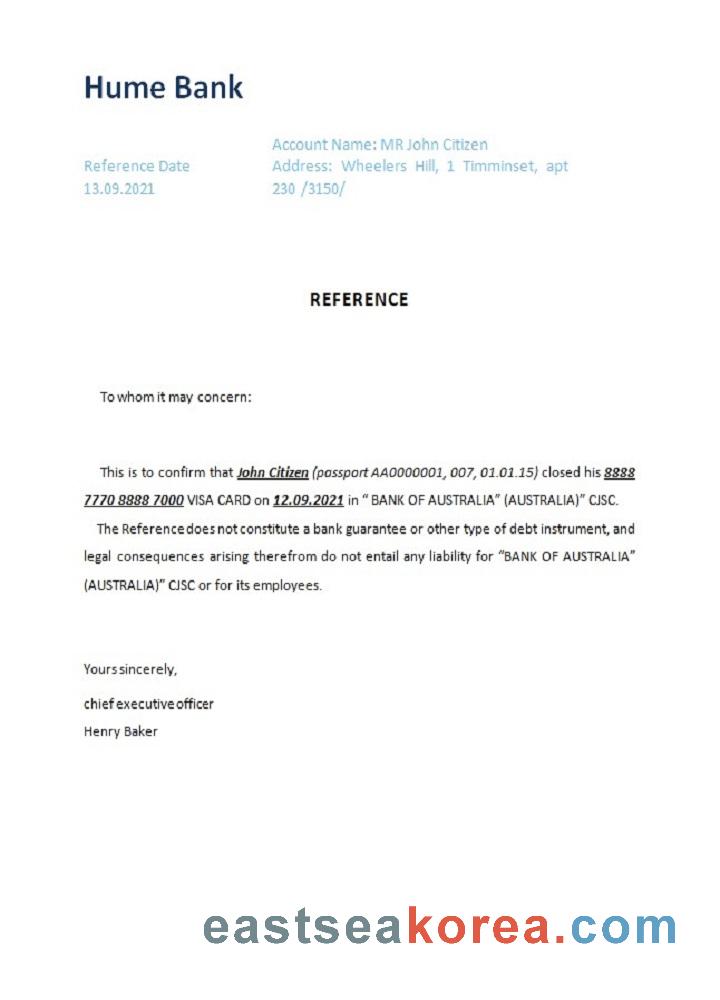 Hume Bank
Account Name: MR John Citizen
Reference Date
Address: Wheelers Hill, 1 Timminset, apt
13.09.2021
230 /3150/
REFERENCE
To whom it may concern:
This is to confirm that John Citizen (passport AA0000001, 007, 01.01.15) closed his 8888
7770 8888 7000 VISA CARD on 12.09.2021 in “ BANK OF AUSTRALIA” (AUSTRALIA)” CJSC.
The Reference does not constitute a bank guarantee or other type of debt instrument, and
legal consequences arising therefrom do not entail any liability for “BANK OF AUSTRALIA”
(AUSTRALIA)” CJSC or for its employees.
Yours sincerely,
chief executive officer
Henry Baker
eastseakorea.com